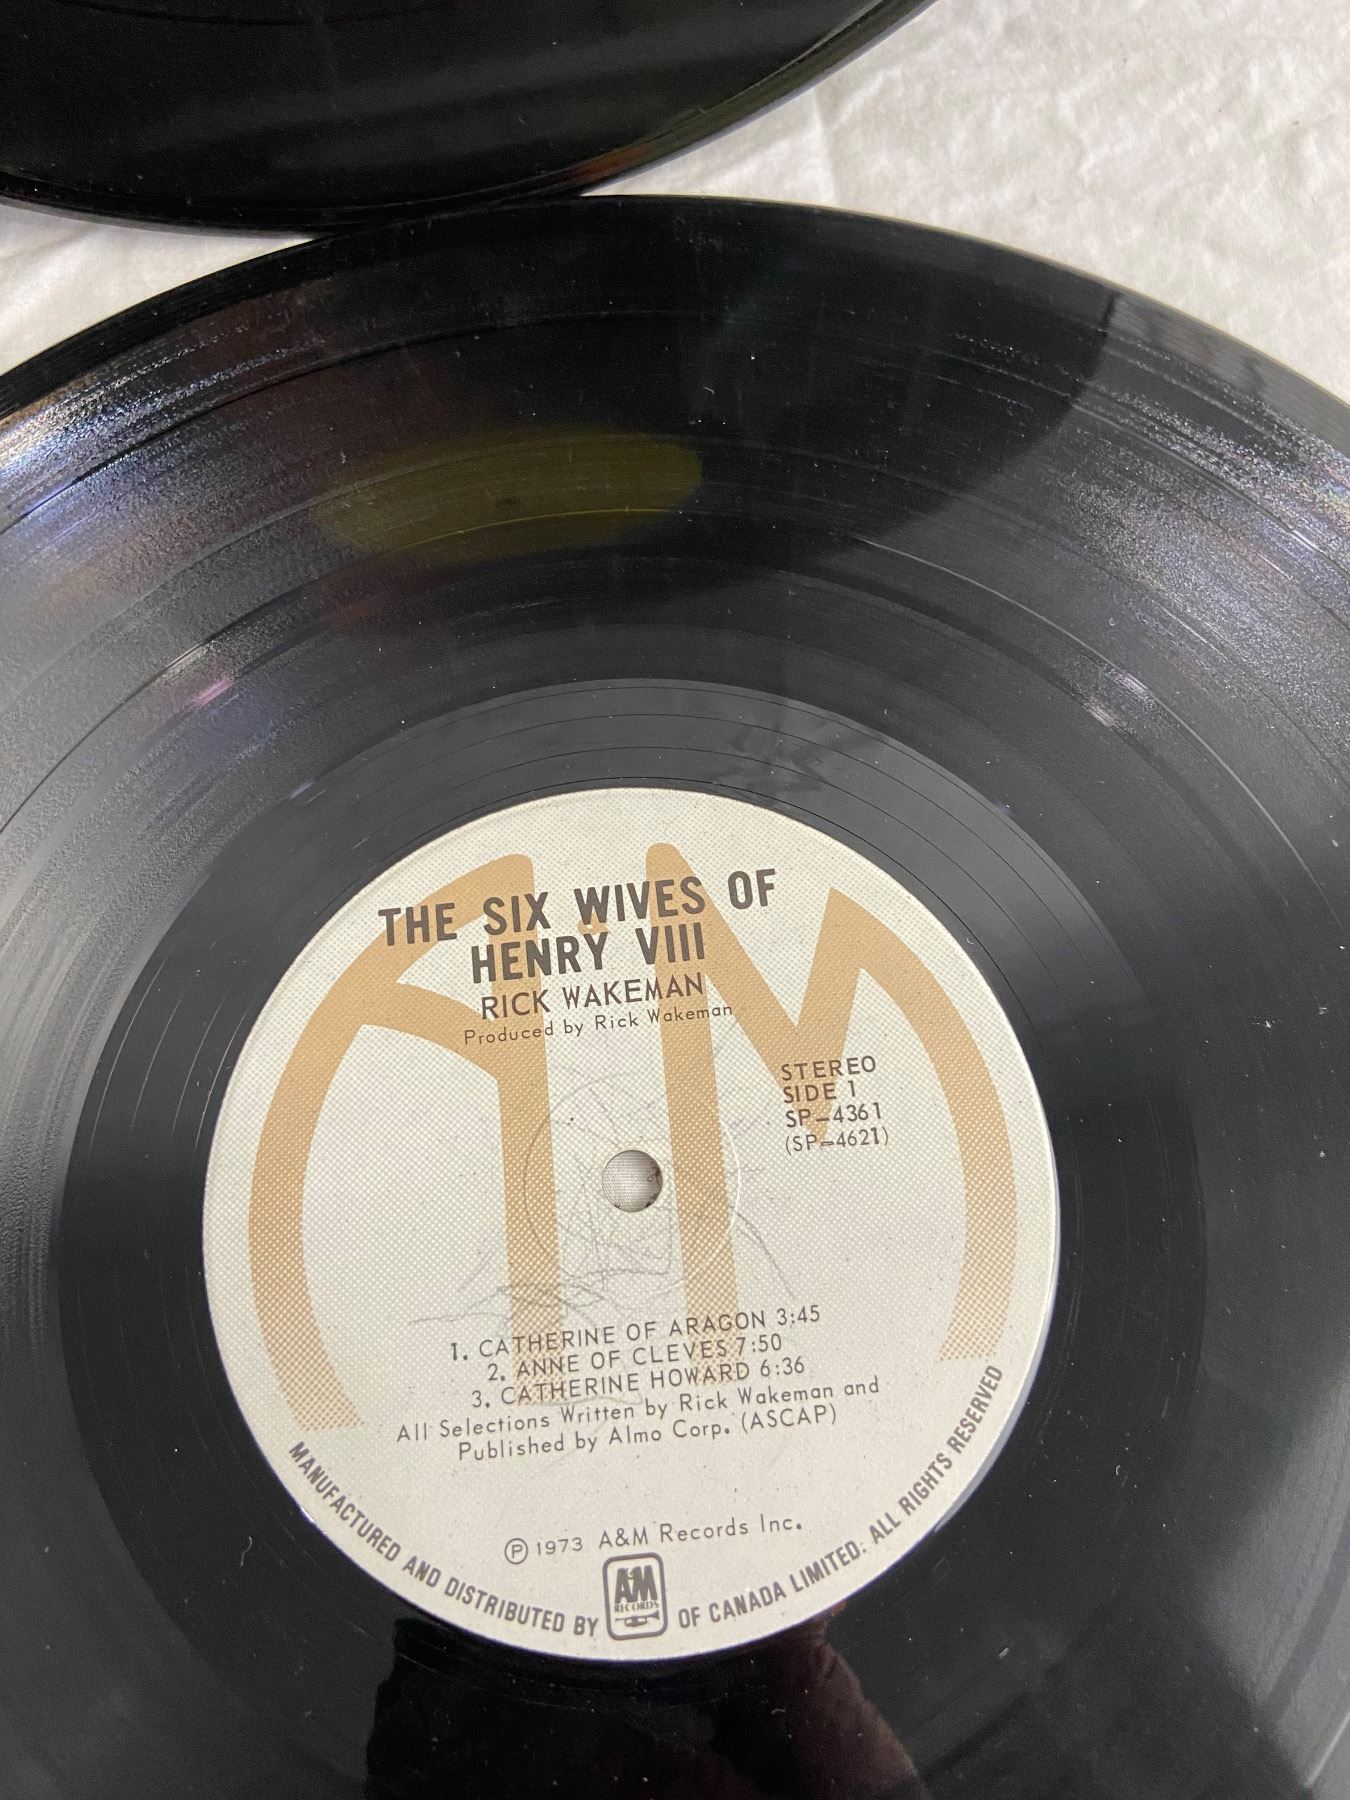 THE SIX WIVES OF
HENRY VIII
RICK WAKEMAN
Produced by Rick Wakeman
STEREO
SIDE 1
SP-4361
(SP-4621)
1. CATHERINE OF ARAGON 3:45
2. ANNE OF CLEVES 7:50
3. CATHERINE HOWARD 6:36
All Selections Written by Rick Wakeman and
Published by Almo Corp. (ASCAP)
Ⓟ 1973 A&M Records Inc.
MANUFACTURED AND DISTRIBUTED BY A&M RECORDS OF CANADA LIMITED. ALL RIGHTS RESERVED